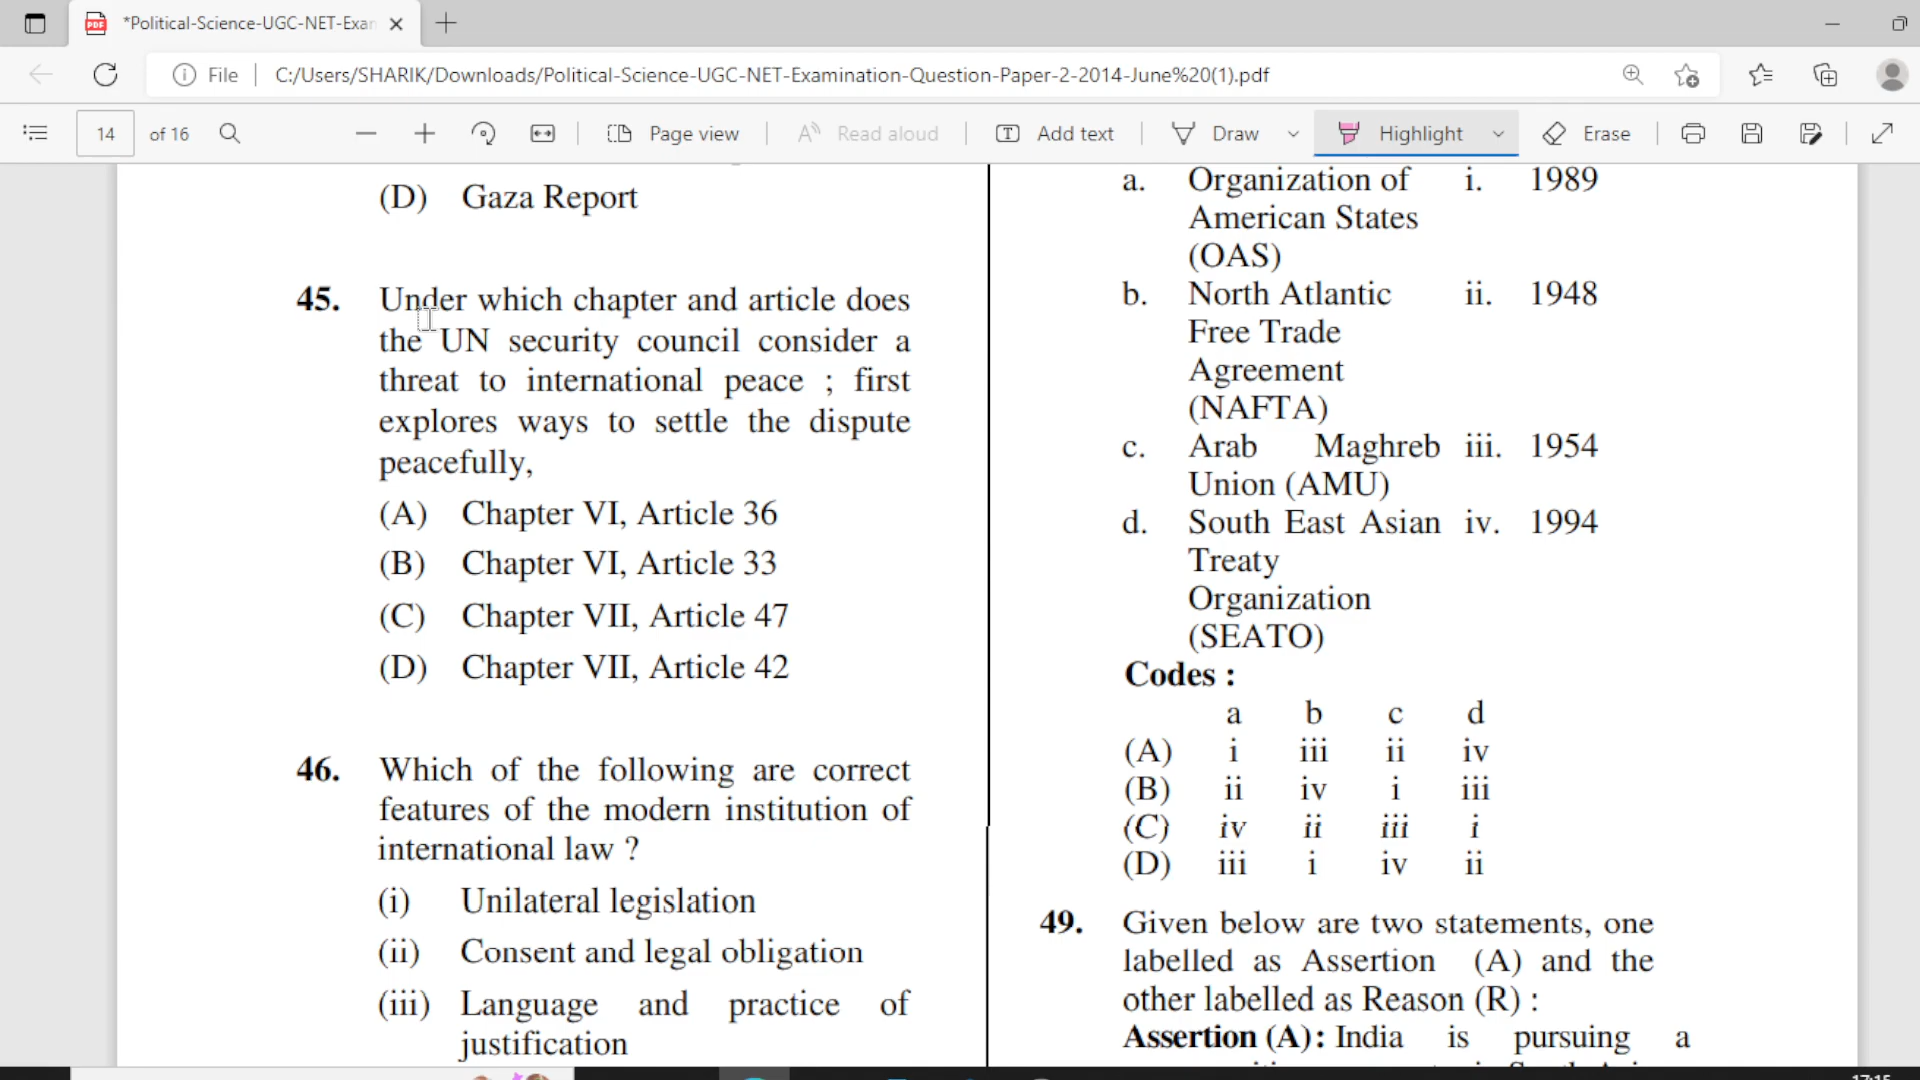 *Political-Science-UGC-NET-Exan
File
C:/Users/SHARIK/Downloads/Political-Science-UGC-NET-Examination-Question-Paper-2-2014-June%20(1).pdf
14 of 16
Page view
Read aloud
Add text
Draw
Highlight
Erase
(D) Gaza Report
45. Under which chapter and article does
the UN security council consider a
threat to international peace ; first
explores ways to settle the dispute
peacefully,
(A) Chapter VI, Article 36
(B) Chapter VI, Article 33
(C) Chapter VII, Article 47
(D) Chapter VII, Article 42
46. Which of the following are correct
features of the modern institution of
international law ?
(i) Unilateral legislation
(ii) Consent and legal obligation
(iii) Language and practice of
justification
a. Organization of i. 1989
American States
(OAS)
b. North Atlantic ii. 1948
Free Trade
Agreement
(NAFTA)
c. Arab Maghreb iii. 1954
Union (AMU)
d. South East Asian iv. 1994
Treaty
Organization
(SEATO)
Codes :
a b c d
(A) i iii ii iv
(B) ii iv i iii
(C) iv ii iii i
(D) iii i iv ii
49. Given below are two statements, one
labelled as Assertion (A) and the
other labelled as Reason (R) :
Assertion (A): India is pursuing a